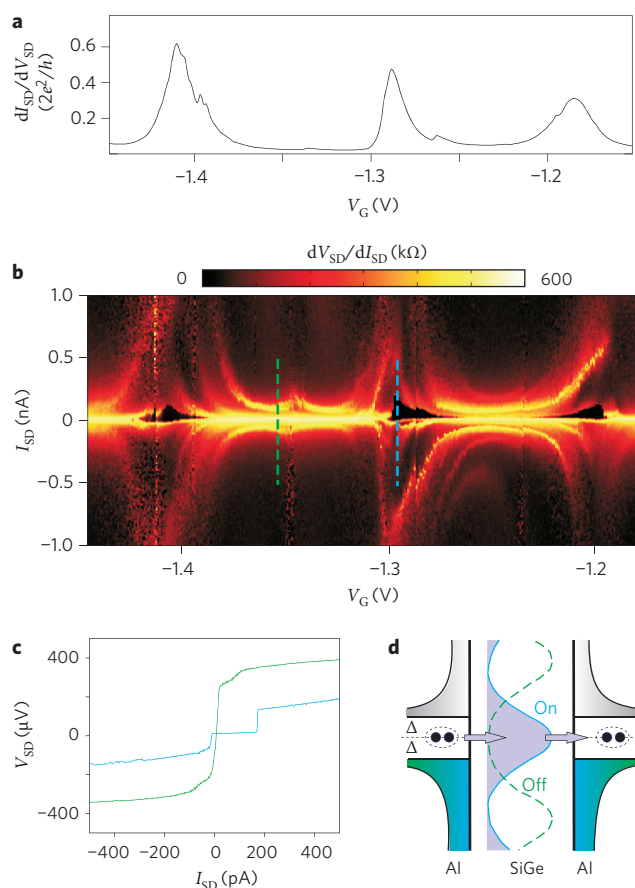 a
dI_SD/dV_SD
(2e²/h)
0.6
0.4
0.2
−1.4
−1.3
−1.2
V_G (V)
b
dV_SD/dI_SD (kΩ)
0
600
I_SD (nA)
1.0
0.5
0
−0.5
−1.0
−1.4
−1.3
−1.2
V_G (V)
c
V_SD
(μV)
400
0
−400
−400
−200
0
200
400
I_SD (pA)
d
On
Δ
Δ
Off
Al
SiGe
Al